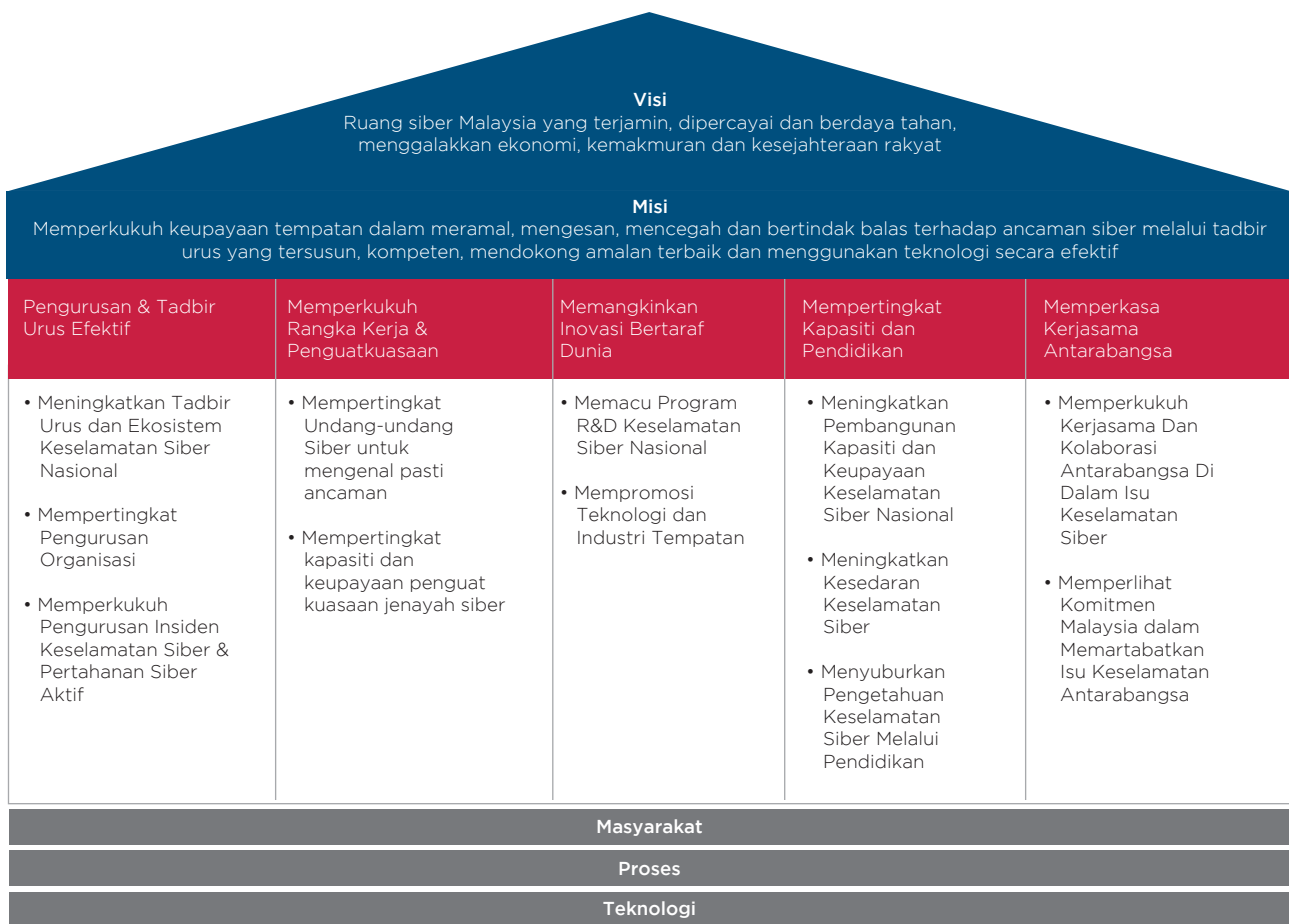 Visi
Ruang siber Malaysia yang terjamin, dipercayai dan berdaya tahan,
menggalakkan ekonomi, kemakmuran dan kesejahteraan rakyat
Misi
Memperkukuh keupayaan tempatan dalam meramal, mengesan, mencegah dan bertindak balas terhadap ancaman siber melalui tadbir
urus yang tersusun, kompeten, mendokong amalan terbaik dan menggunakan teknologi secara efektif
Pengurusan & Tadbir
Urus Efektif
• Meningkatkan Tadbir
Urus dan Ekosistem
Keselamatan Siber
Nasional
• Mempertingkat
Pengurusan
Organisasi
• Memperkukuh
Pengurusan Insiden
Keselamatan Siber &
Pertahanan Siber
Aktif
Memperkukuh
Rangka Kerja &
Penguatkuasaan
• Mempertingkat
Undang-undang
Siber untuk
mengenal pasti
ancaman
• Mempertingkat
kapasiti dan
keupayaan penguat
kuasaan jenayah siber
Memangkinkan
Inovasi Bertaraf
Dunia
• Memacu Program
R&D Keselamatan
Siber Nasional
• Mempromosi
Teknologi dan
Industri Tempatan
Mempertingkat
Kapasiti dan
Pendidikan
• Meningkatkan
Pembangunan
Kapasiti dan
Keupayaan
Keselamatan
Siber Nasional
• Meningkatkan
Kesedaran
Keselamatan
Siber
• Menyuburkan
Pengetahuan
Keselamatan
Siber Melalui
Pendidikan
Memperkasa
Kerjasama
Antarabangsa
• Memperkukuh
Kerjasama Dan
Kolaborasi
Antarabangsa Di
Dalam Isu
Keselamatan
Siber
• Memperlihat
Komitmen
Malaysia dalam
Memartabatkan
Isu Keselamatan
Antarabangsa
Masyarakat
Proses
Teknologi